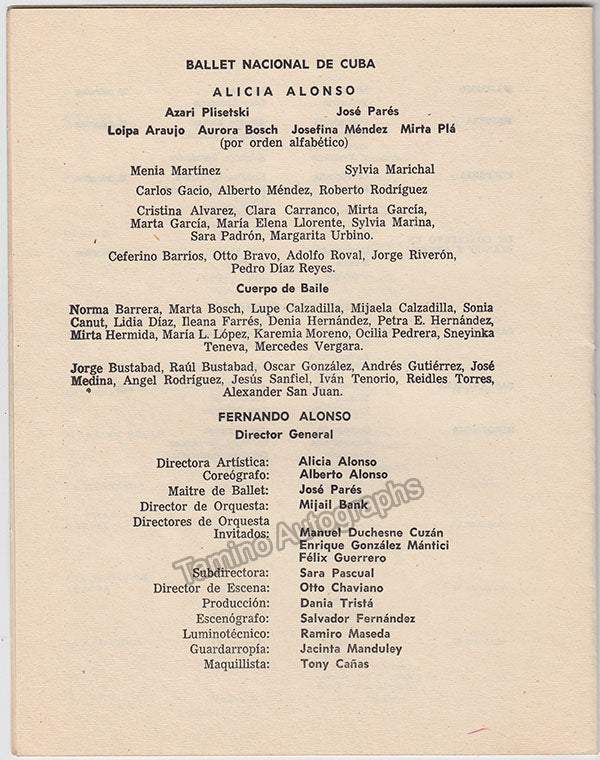 BALLET NACIONAL DE CUBA
ALICIA ALONSO
Azari Plisetski José Parés
Loipa Araujo Aurora Bosch Josefina Méndez Mirta Plá
(por orden alfabético)
Menia Martínez Sylvia Marichal
Carlos Gacio, Alberto Méndez, Roberto Rodríguez
Cristina Alvarez, Clara Carranco, Mirta García,
Marta García, María Elena Llorente, Sylvia Marina,
Sara Padrón, Margarita Urbino.
Ceferino Barrios, Otto Bravo, Adolfo Roval, Jorge Riverón,
Pedro Díaz Reyes.
Cuerpo de Baile
Norma Barrera, Marta Bosch, Lupe Calzadilla, Mijaela Calzadilla, Sonia
Canut, Lidia Díaz, Ileana Farrés, Denia Hernández, Petra E. Hernández,
Mirta Hermida, María L. López, Karemia Moreno, Ocilia Pedrera, Sneyinka
Teneva, Mercedes Vergara.
Jorge Bustabad, Raúl Bustabad, Oscar González, Andrés Gutiérrez, José
Medina, Angel Rodríguez, Jesús Sanfiel, Iván Tenorio, Reidles Torres,
Alexander San Juan.
FERNANDO ALONSO
Director General
Directora Artística: Alicia Alonso
Coreógrafo: Alberto Alonso
Maitre de Ballet: José Parés
Director de Orquesta: Mijail Bank
Directores de Orquesta
Invitados: Manuel Duchesne Cuzán
Enrique González Mántici
Félix Guerrero
Subdirectora: Sara Pascual
Director de Escena: Otto Chaviano
Producción: Dania Tristá
Escenógrafo: Salvador Fernández
Luminotécnico: Ramiro Maseda
Guardarropía: Jacinta Manduley
Maquillista: Tony Cañas
Tamino Autographs